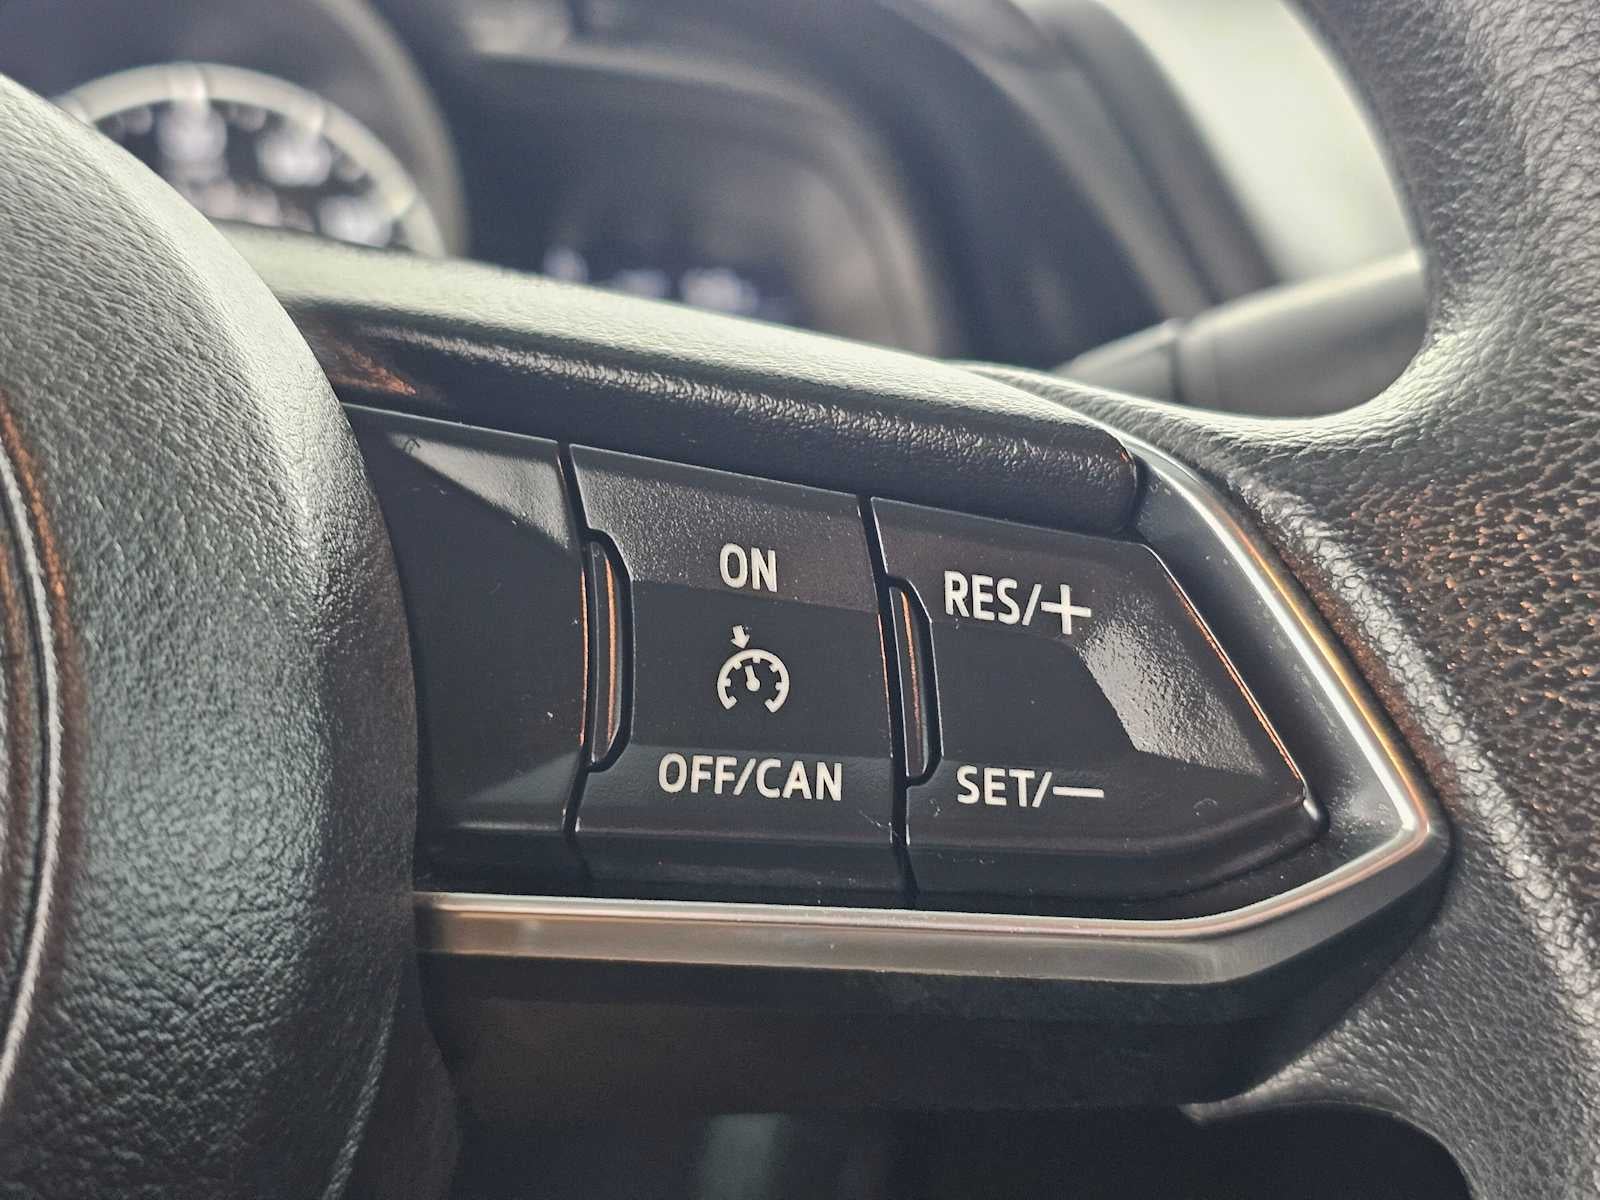 ON
RES/+
OFF/CAN
SET/—